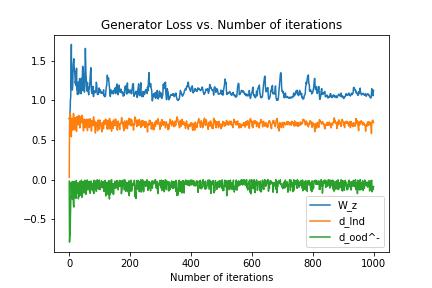 Generator Loss vs. Number of iterations
1.5
1.0
0.5
0.0
−0.5
W_z
d_Ind
d_ood^-
0 200 400 600 800 1000
Number of iterations